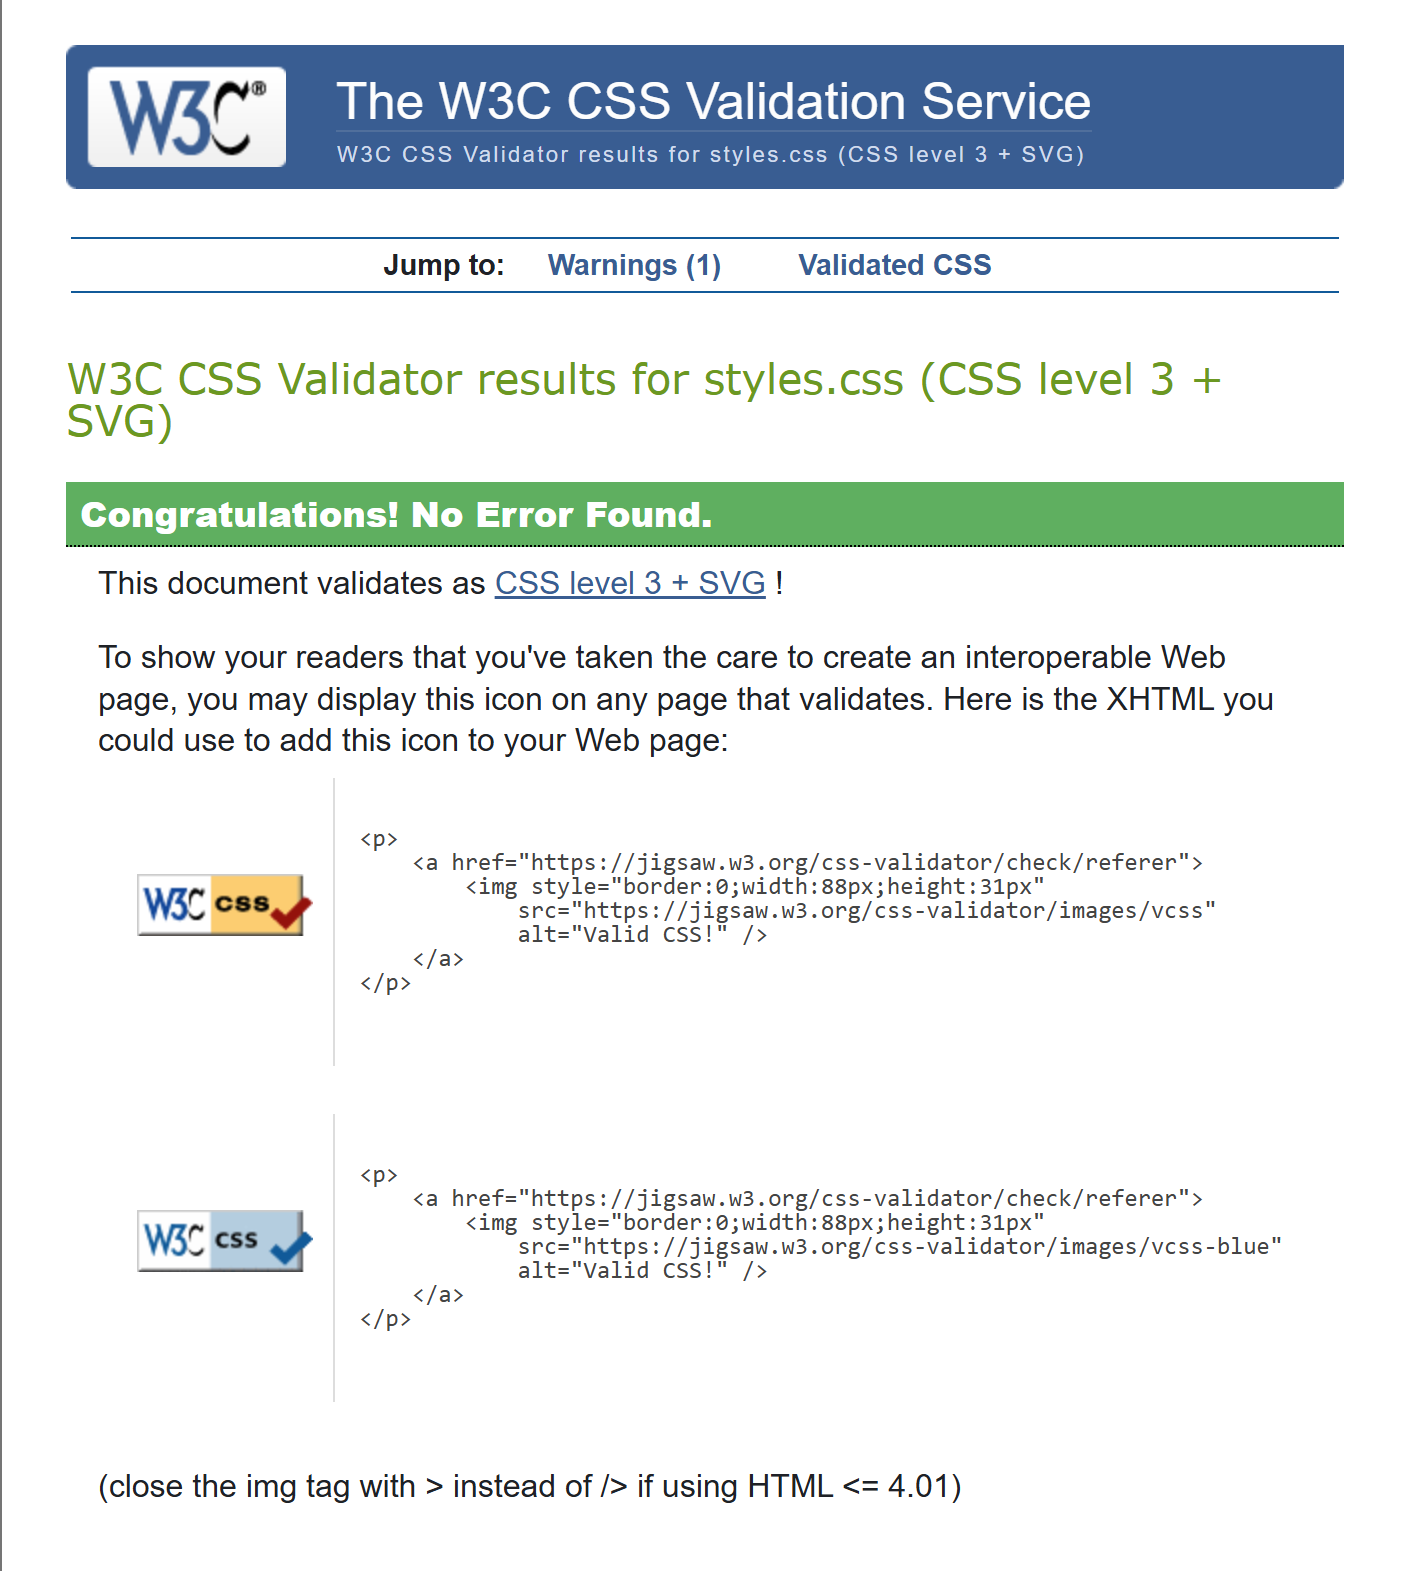 W3C®
The W3C CSS Validation Service
W3C CSS Validator results for styles.css (CSS level 3 + SVG)
Jump to: Warnings (1) Validated CSS
W3C CSS Validator results for styles.css (CSS level 3 +
SVG)
Congratulations! No Error Found.
This document validates as CSS level 3 + SVG !
To show your readers that you've taken the care to create an interoperable Web
page, you may display this icon on any page that validates. Here is the XHTML you
could use to add this icon to your Web page:
W3C css
<p>
    <a href="https://jigsaw.w3.org/css-validator/check/referer">
        <img style="border:0;width:88px;height:31px"
            src="https://jigsaw.w3.org/css-validator/images/vcss"
            alt="Valid CSS!" />
    </a>
</p>
W3C css
<p>
    <a href="https://jigsaw.w3.org/css-validator/check/referer">
        <img style="border:0;width:88px;height:31px"
            src="https://jigsaw.w3.org/css-validator/images/vcss-blue"
            alt="Valid CSS!" />
    </a>
</p>
(close the img tag with > instead of /> if using HTML <= 4.01)